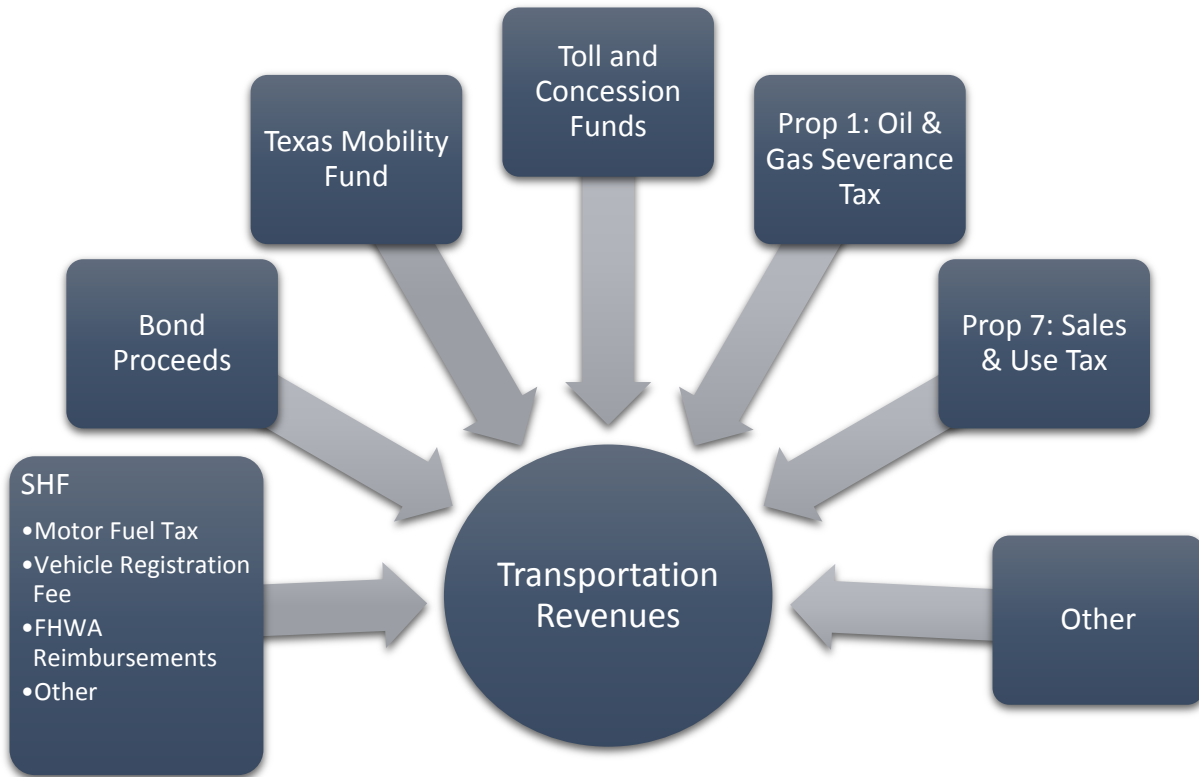 Toll and
Concession
Funds
Texas Mobility
Fund
Prop 1: Oil &
Gas Severance
Tax
Bond
Proceeds
Prop 7: Sales
& Use Tax
SHF
•Motor Fuel Tax
•Vehicle Registration
Fee
•FHWA
Reimbursements
•Other
Transportation
Revenues
Other